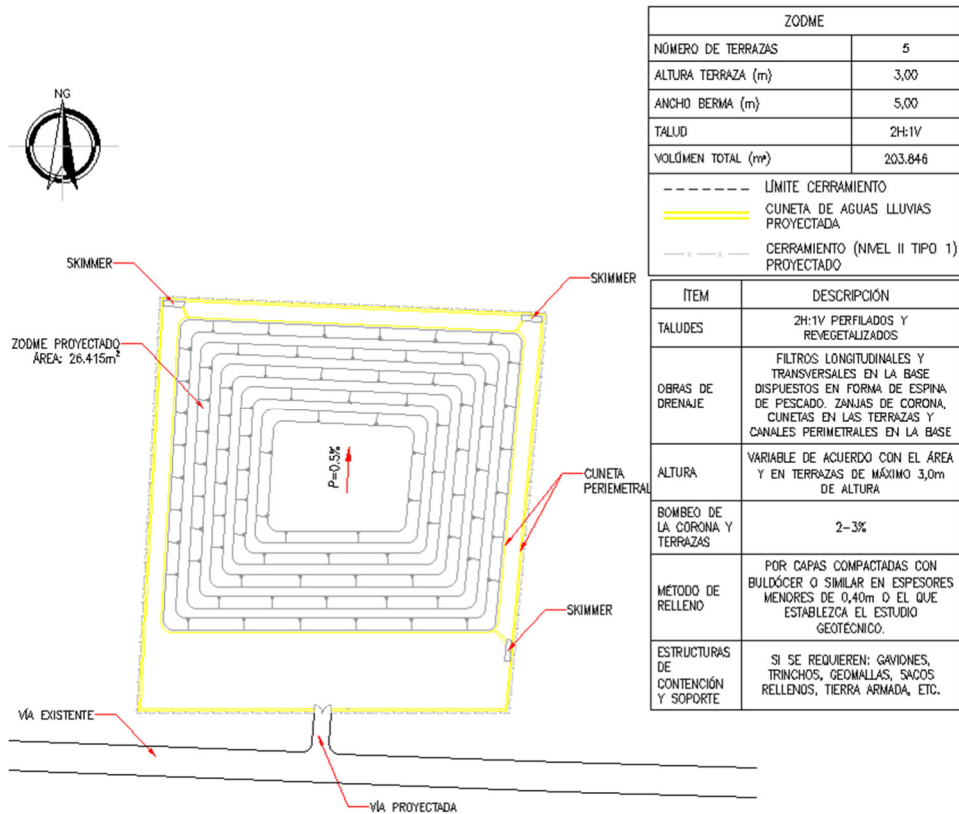 ZODME
NÚMERO DE TERRAZAS 5
ALTURA TERRAZA (m) 3,00
ANCHO BERMA (m) 5,00
TALUD 2H:1V
VOLÚMEN TOTAL (m³) 203.846
LÍMITE CERRAMIENTO
CUNETA DE AGUAS LLUVIAS
PROYECTADA
CERRAMIENTO (NIVEL II TIPO 1)
PROYECTADO
NG
SKIMMER
SKIMMER
ZODME PROYECTADO
ÁREA: 26.415m²
P=0.5%
CUNETA
PERIEMETRAL
SKIMMER
VÍA EXISTENTE
VÍA PROYECTADA
ÍTEM DESCRIPCIÓN
TALUDES
2H:1V PERFILADOS Y
REVEGETALIZADOS
OBRAS DE
DRENAJE
FILTROS LONGITUDINALES Y
TRANSVERSALES EN LA BASE
DISPUESTOS EN FORMA DE ESPINA
DE PESCADO. ZANJAS DE CORONA,
CUNETAS EN LAS TERRAZAS Y
CANALES PERIMETRALES EN LA BASE
ALTURA
VARIABLE DE ACUERDO CON EL ÁREA
Y EN TERRAZAS DE MÁXIMO 3,0m
DE ALTURA
BOMBEO DE
LA CORONA Y
TERRAZAS
2-3%
MÉTODO DE
RELLENO
POR CAPAS COMPACTADAS CON
BULDÓCER O SIMILAR EN ESPESORES
MENORES DE 0,40m O EL QUE
ESTABLEZCA EL ESTUDIO
GEOTÉCNICO.
ESTRUCTURAS
DE
CONTENCIÓN
Y SOPORTE
SI SE REQUIEREN: GAVIONES,
TRINCHOS, GEOMALLAS, SACOS
RELLENOS, TIERRA ARMADA, ETC.